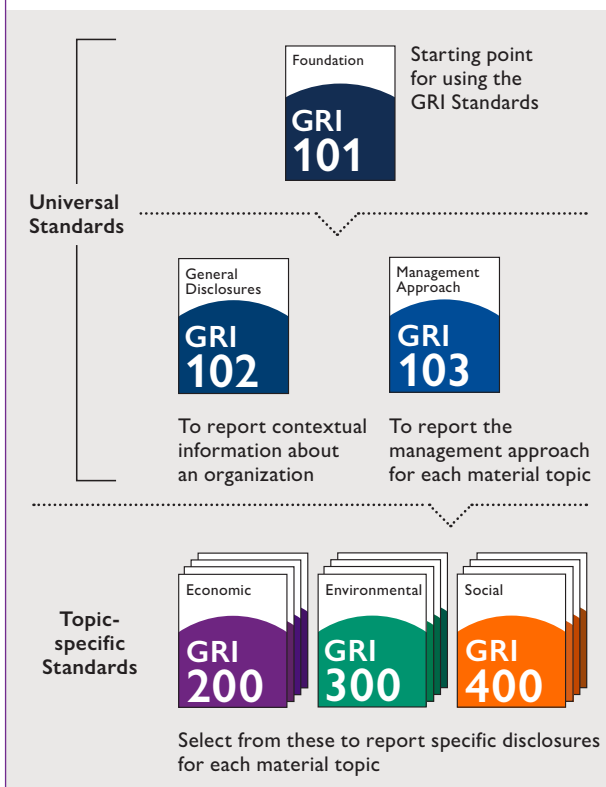 Foundation
GRI
101
Starting point
for using the
GRI Standards
Universal
Standards
General
Disclosures
GRI
102
Management
Approach
GRI
103
To report contextual
information about
an organization
To report the
management approach
for each material topic
Topic-
specific
Standards
Economic
GRI
200
Environmental
GRI
300
Social
GRI
400
Select from these to report specific disclosures
for each material topic